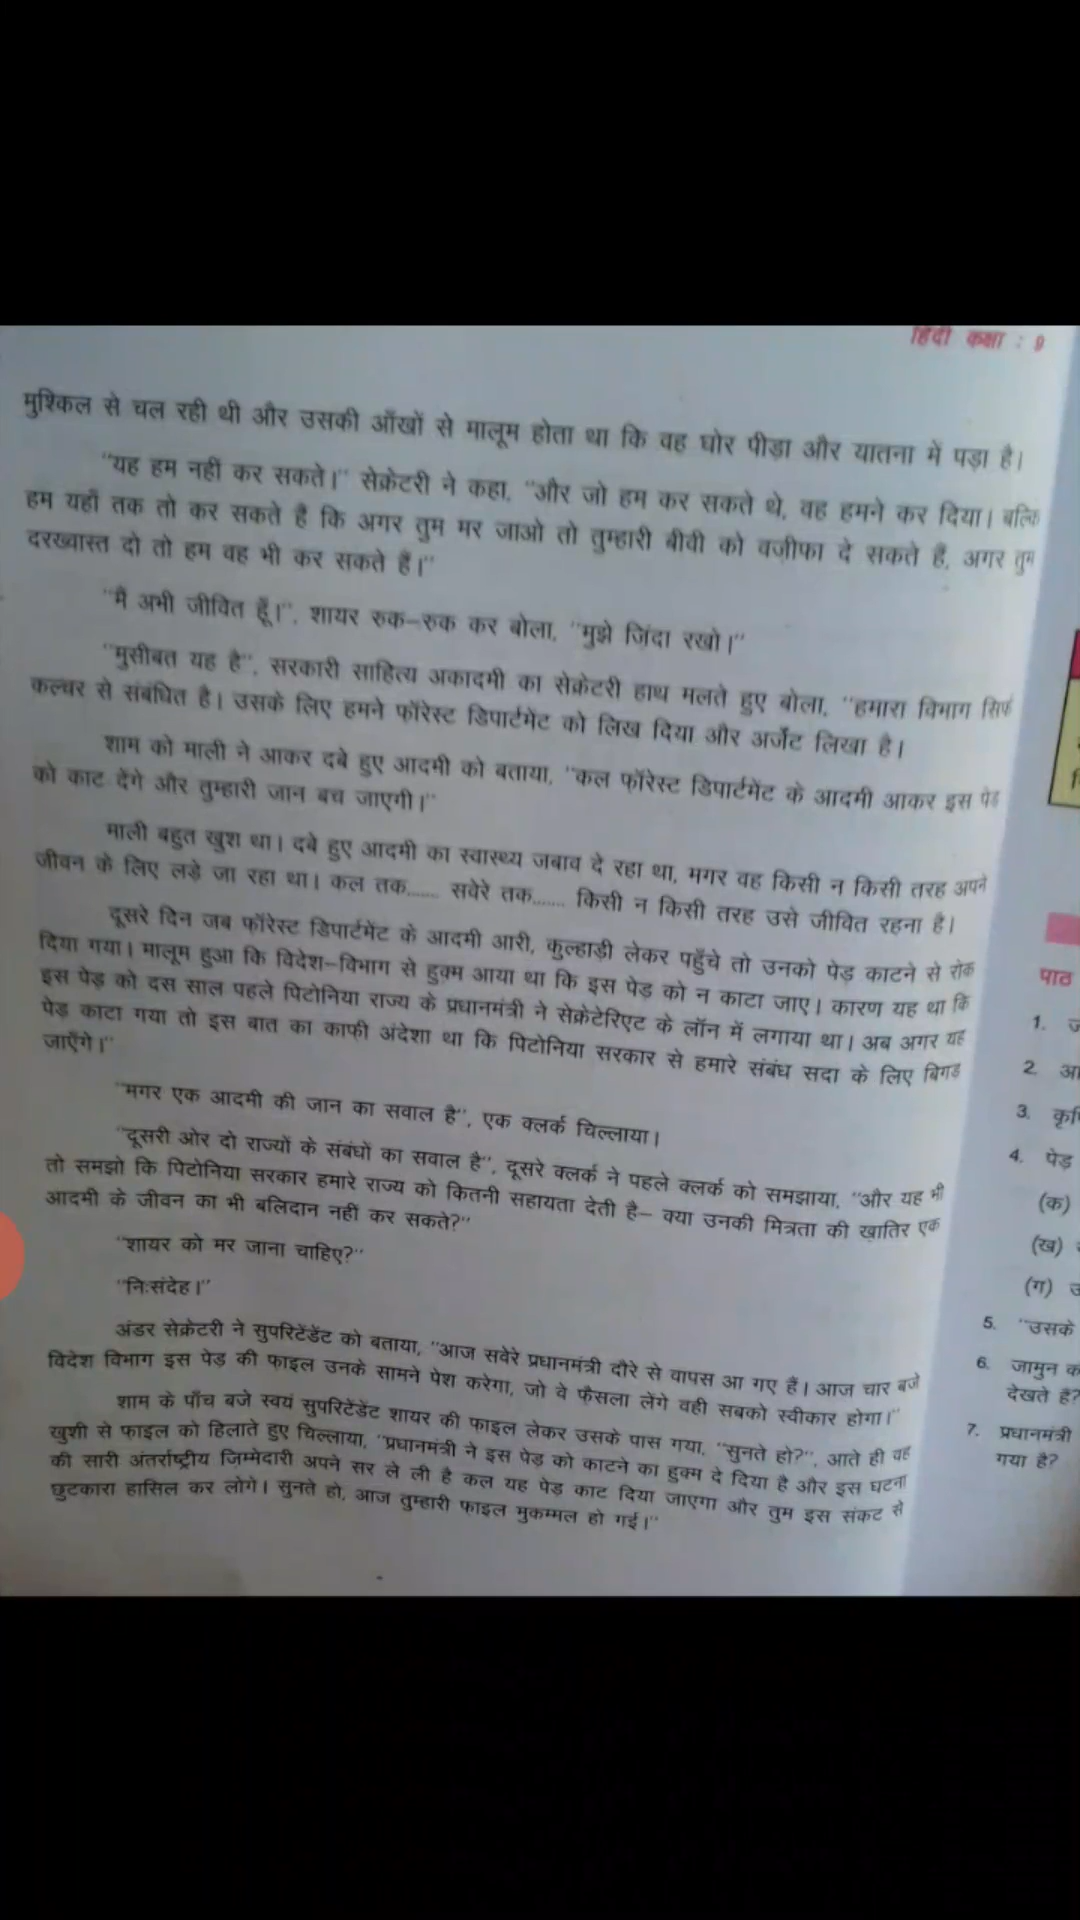 हिंदी कक्षा : 9
मुश्किल से चल रही थी और उसकी आँखों से मालूम होता था कि वह घोर पीड़ा और यातना में पड़ा है।
"यह हम नहीं कर सकते।" सेक्रेटरी ने कहा, "और जो हम कर सकते थे, वह हमने कर दिया। बल्कि
हम यहाँ तक तो कर सकते है कि अगर तुम मर जाओ तो तुम्हारी बीवी को वज़ीफा दे सकते हैं, अगर तुम
दरख्वास्त दो तो हम वह भी कर सकते हैं।"
"मैं अभी जीवित हूँ।", शायर रुक-रुक कर बोला, "मुझे जिंदा रखो।"
"मुसीबत यह है", सरकारी साहित्य अकादमी का सेक्रेटरी हाथ मलते हुए बोला, "हमारा विभाग सिर्फ
कल्चर से संबंधित है। उसके लिए हमने फॉरेस्ट डिपार्टमेंट को लिख दिया और अर्जेंट लिखा है।
शाम को माली ने आकर दबे हुए आदमी को बताया, "कल फॉरेस्ट डिपार्टमेंट के आदमी आकर इस पेड़
को काट देंगे और तुम्हारी जान बच जाएगी।"
माली बहुत खुश था। दबे हुए आदमी का स्वास्थ्य जबाव दे रहा था, मगर वह किसी न किसी तरह अपने
जीवन के लिए लड़े जा रहा था। कल तक....... सवेरे तक....... किसी न किसी तरह उसे जीवित रहना है।
दूसरे दिन जब फॉरेस्ट डिपार्टमेंट के आदमी आरी, कुल्हाड़ी लेकर पहुँचे तो उनको पेड़ काटने से रोक
दिया गया। मालूम हुआ कि विदेश-विभाग से हुक्म आया था कि इस पेड़ को न काटा जाए। कारण यह था कि
इस पेड़ को दस साल पहले पिटोनिया राज्य के प्रधानमंत्री ने सेक्रेटेरिएट के लॉन में लगाया था। अब अगर यह
पेड़ काटा गया तो इस बात का काफी अंदेशा था कि पिटोनिया सरकार से हमारे संबंध सदा के लिए बिगड़
जाएँगे।"
"मगर एक आदमी की जान का सवाल है", एक क्लर्क चिल्लाया।
"दूसरी ओर दो राज्यों के संबंधों का सवाल है", दूसरे क्लर्क ने पहले क्लर्क को समझाया, "और यह भी
तो समझो कि पिटोनिया सरकार हमारे राज्य को कितनी सहायता देती है- क्या उनकी मित्रता की खातिर एक
आदमी के जीवन का भी बलिदान नहीं कर सकते?"
"शायर को मर जाना चाहिए?"
"निःसंदेह।"
अंडर सेक्रेटरी ने सुपरिटेंडेंट को बताया, "आज सवेरे प्रधानमंत्री दौरे से वापस आ गए हैं। आज चार बजे
विदेश विभाग इस पेड़ की फाइल उनके सामने पेश करेगा, जो वे फैसला लेंगे वही सबको स्वीकार होगा।"
शाम के पाँच बजे स्वयं सुपरिटेंडेंट शायर की फाइल लेकर उसके पास गया, "सुनते हो?", आते ही वह
खुशी से फाइल को हिलाते हुए चिल्लाया, "प्रधानमंत्री ने इस पेड़ को काटने का हुक्म दे दिया है और इस घटना
की सारी अंतर्राष्ट्रीय जिम्मेदारी अपने सर ले ली है कल यह पेड़ काट दिया जाएगा और तुम इस संकट से
छुटकारा हासिल कर लोगे। सुनते हो, आज तुम्हारी फाइल मुकम्मल हो गई।"
पाठ
1.
2. आ
3.
4. पेड़
(क)
(ख)
(ग)
5. "उसके
6. जामुन क
देखते हैं?
7. प्रधानमंत्री
गया है?